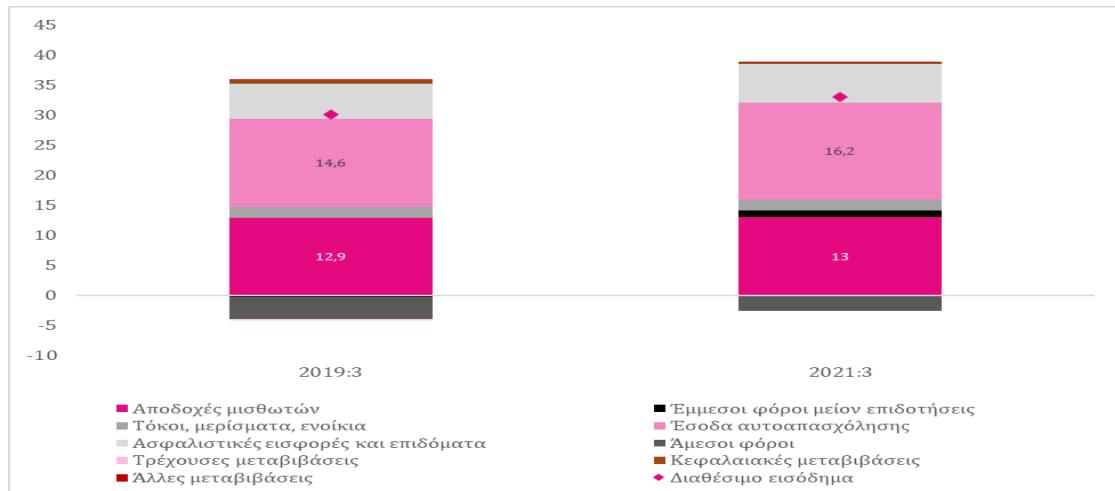 45
40
35
30
25
20
15
10
5
0
-5
-10
14,6
12,9
16,2
13
2019:3
2021:3
Αποδοχές μισθωτών
Έμμεσοι φόροι μείον επιδοτήσεις
Τόκοι, μερίσματα, ενοίκια
Έσοδα αυτοαπασχόλησης
Ασφαλιστικές εισφορές και επιδόματα
Άμεσοι φόροι
Τρέχουσες μεταβιβάσεις
Κεφαλαιακές μεταβιβάσεις
Άλλες μεταβιβάσεις
Διαθέσιμο εισόδημα